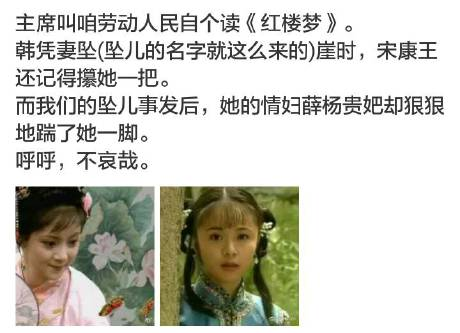 主席叫咱劳动人民自个读《红楼梦》。
韩凭妻坠(坠儿的名字就这么来的)崖时，宋康王
还记得攥她一把。
而我们的坠儿事发后，她的情妇薛杨贵妃却狠狠
地踹了她一脚。
呼呼，不哀哉。